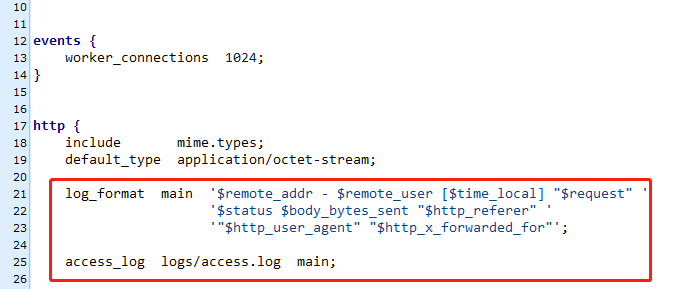 10
11
12 events {
13     worker_connections  1024;
14 }
15
16
17 http {
18     include       mime.types;
19     default_type  application/octet-stream;
20
21     log_format  main  '$remote_addr - $remote_user [$time_local] "$request" '
22                       '$status $body_bytes_sent "$http_referer" '
23                       '"$http_user_agent" "$http_x_forwarded_for"';
24
25     access_log  logs/access.log  main;
26